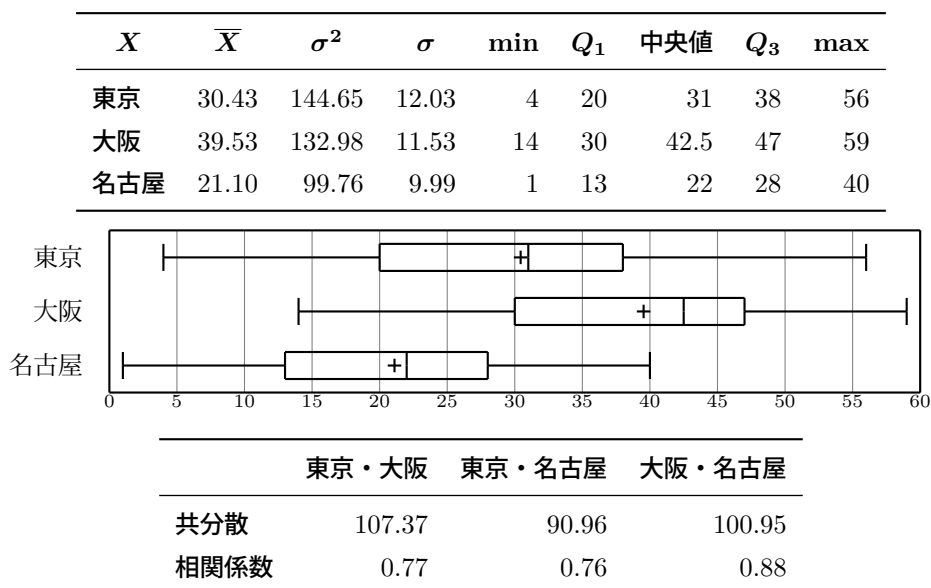 X X̄ σ² σ min Q₁ 中央値 Q₃ max
東京 30.43 144.65 12.03 4 20 31 38 56
大阪 39.53 132.98 11.53 14 30 42.5 47 59
名古屋 21.10 99.76 9.99 1 13 22 28 40
東京
大阪
名古屋
0 5 10 15 20 25 30 35 40 45 50 55 60
東京・大阪 東京・名古屋 大阪・名古屋
共分散 107.37 90.96 100.95
相関係数 0.77 0.76 0.88